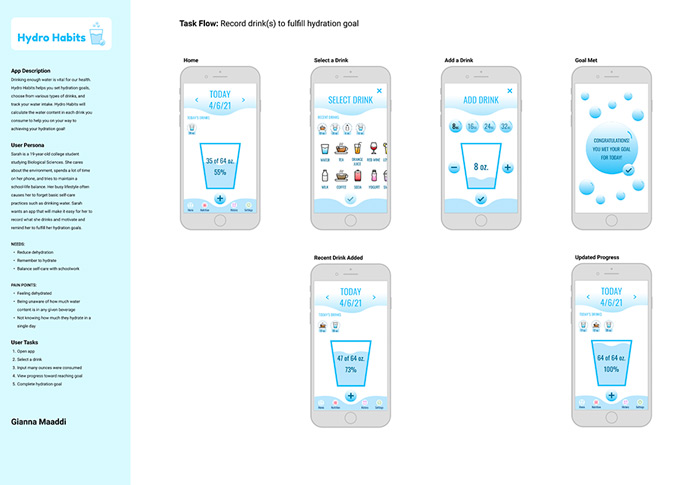 Hydro Habits
App Description
Drinking enough water is vital for our health.
Hydro Habits helps you set hydration goals,
choose from various types of drinks, and
track your water intake. Hydro Habits will
calculate the water content in each drink you
consume to help you on your way to
achieving your hydration goal!
User Persona
Sarah is a 19-year-old college student
studying Biological Sciences. She cares
about the environment, spends a lot of time
on her phone, and tries to maintain a
school-life balance. Her busy lifestyle often
causes her to forget basic self-care
practices such as drinking water. Sarah
wants an app that will make it easy for her to
record what she drinks and motivate and
remind her to fulfill her hydration goals.
NEEDS:
• Reduce dehydration
• Remember to hydrate
• Balance self-care with schoolwork
PAIN POINTS:
• Feeling dehydrated
• Being unaware of how much water
content is in any given beverage
• Not knowing how much they hydrate in a
single day
User Tasks
1. Open app
2. Select a drink
3. Input many ounces were consumed
4. View progress toward reaching goal
5. Complete hydration goal
Gianna Maaddi
Task Flow: Record drink(s) to fulfill hydration goal
Home
TODAY
4/6/21
TODAY'S DRINKS
35 of 64 oz.
55%
Select a Drink
SELECT DRINK
RECENT DRINKS
WATER TEA ORANGE JUICE RED WINE
MILK COFFEE SODA YOGURT
Add a Drink
ADD DRINK
8oz 16oz 24oz 32oz
8 oz.
Goal Met
CONGRATULATIONS!
YOU MET YOUR GOAL
FOR TODAY!
Recent Drink Added
TODAY
4/6/21
TODAY'S DRINKS
47 of 64 oz.
73%
Updated Progress
TODAY
4/6/21
TODAY'S DRINKS
64 of 64 oz.
100%